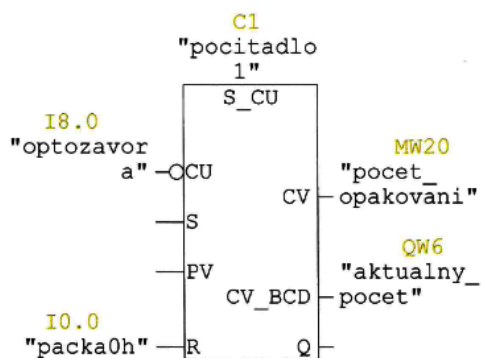 C1
"pocitadlo
1"
S_CU
I8.0
"optozavor
a"
CU
S
PV
I0.0
"packa0h"
R
MW20
"pocet_
opakovani"
CV
QW6
"aktualny_
pocet"
CV_BCD
Q